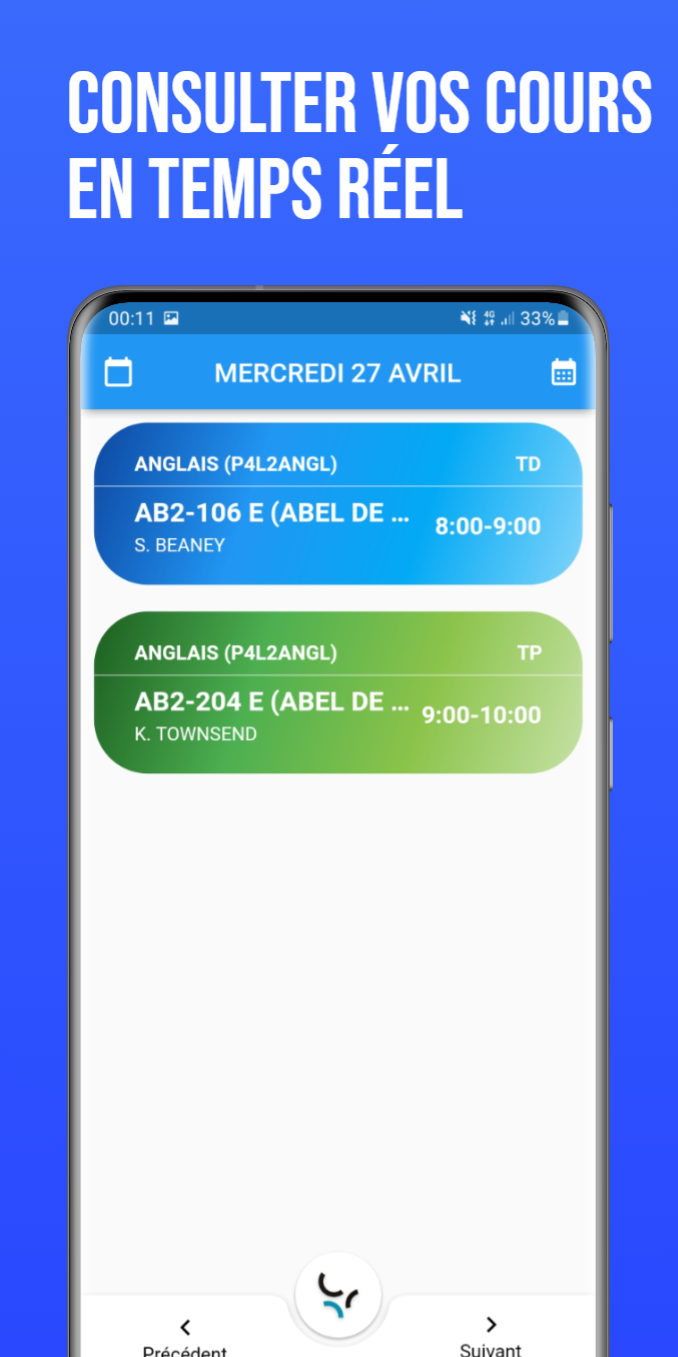 CONSULTER VOS COURS
EN TEMPS RÉEL
00:11 4G 33%
MERCREDI 27 AVRIL
ANGLAIS (P4L2ANGL) TD
AB2-106 E (ABEL DE ... 8:00-9:00
S. BEANEY
ANGLAIS (P4L2ANGL) TP
AB2-204 E (ABEL DE ... 9:00-10:00
K. TOWNSEND
Précédent Suivant